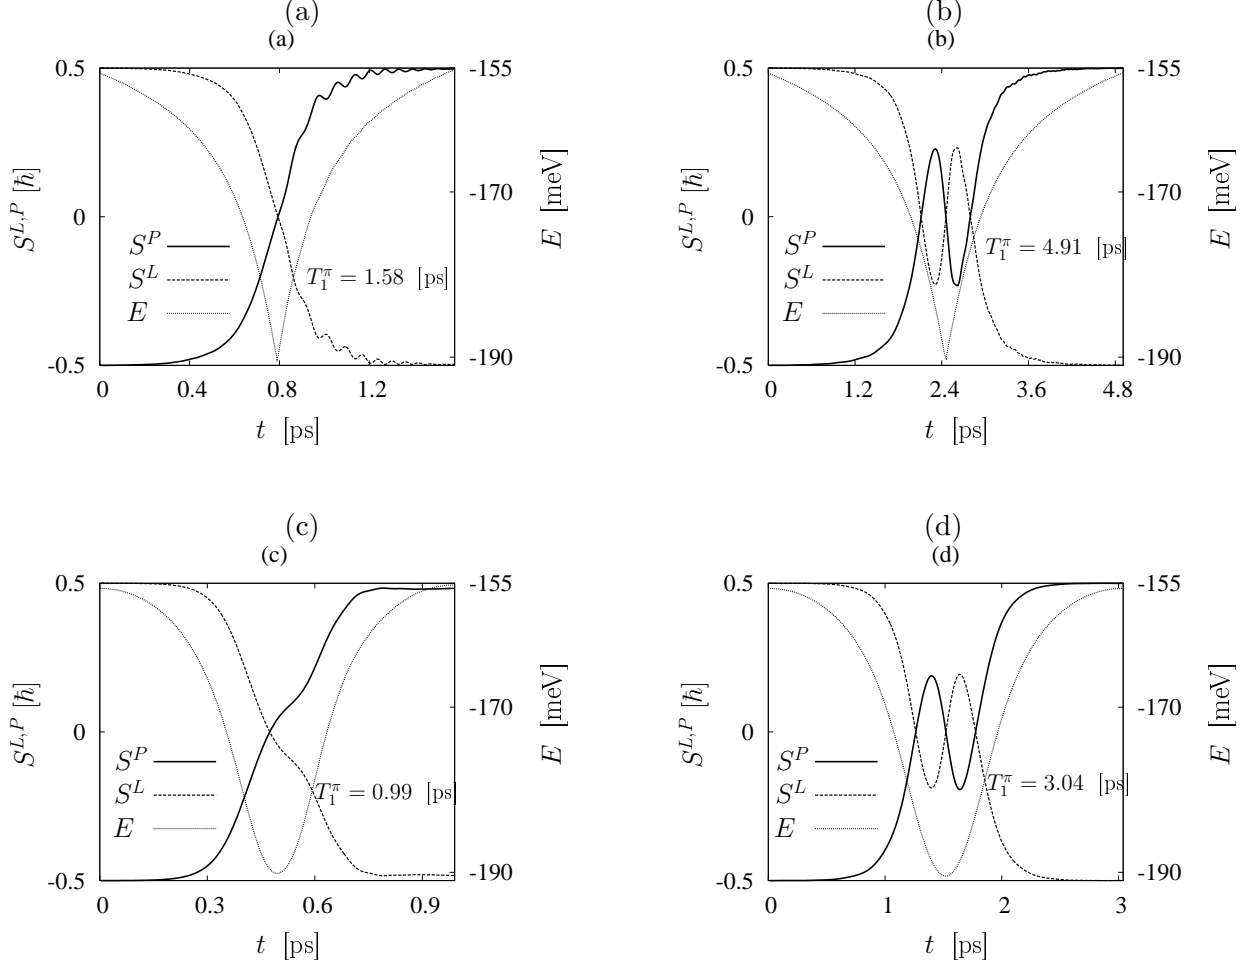 (a)
(a)
0.5
0
-0.5
S^{L,P} [ħ]
-155
-170
-190
E [meV]
S^P
S^L
E
T_1^π = 1.58 [ps]
0 0.4 0.8 1.2
t [ps]
(b)
(b)
0.5
0
-0.5
S^{L,P} [ħ]
-155
-170
-190
E [meV]
S^P
S^L
E
T_1^π = 4.91 [ps]
0 1.2 2.4 3.6 4.8
t [ps]
(c)
(c)
0.5
0
-0.5
S^{L,P} [ħ]
-155
-170
-190
E [meV]
S^P
S^L
E
T_1^π = 0.99 [ps]
0 0.3 0.6 0.9
t [ps]
(d)
(d)
0.5
0
-0.5
S^{L,P} [ħ]
-155
-170
-190
E [meV]
S^P
S^L
E
T_1^π = 3.04 [ps]
0 1 2 3
t [ps]